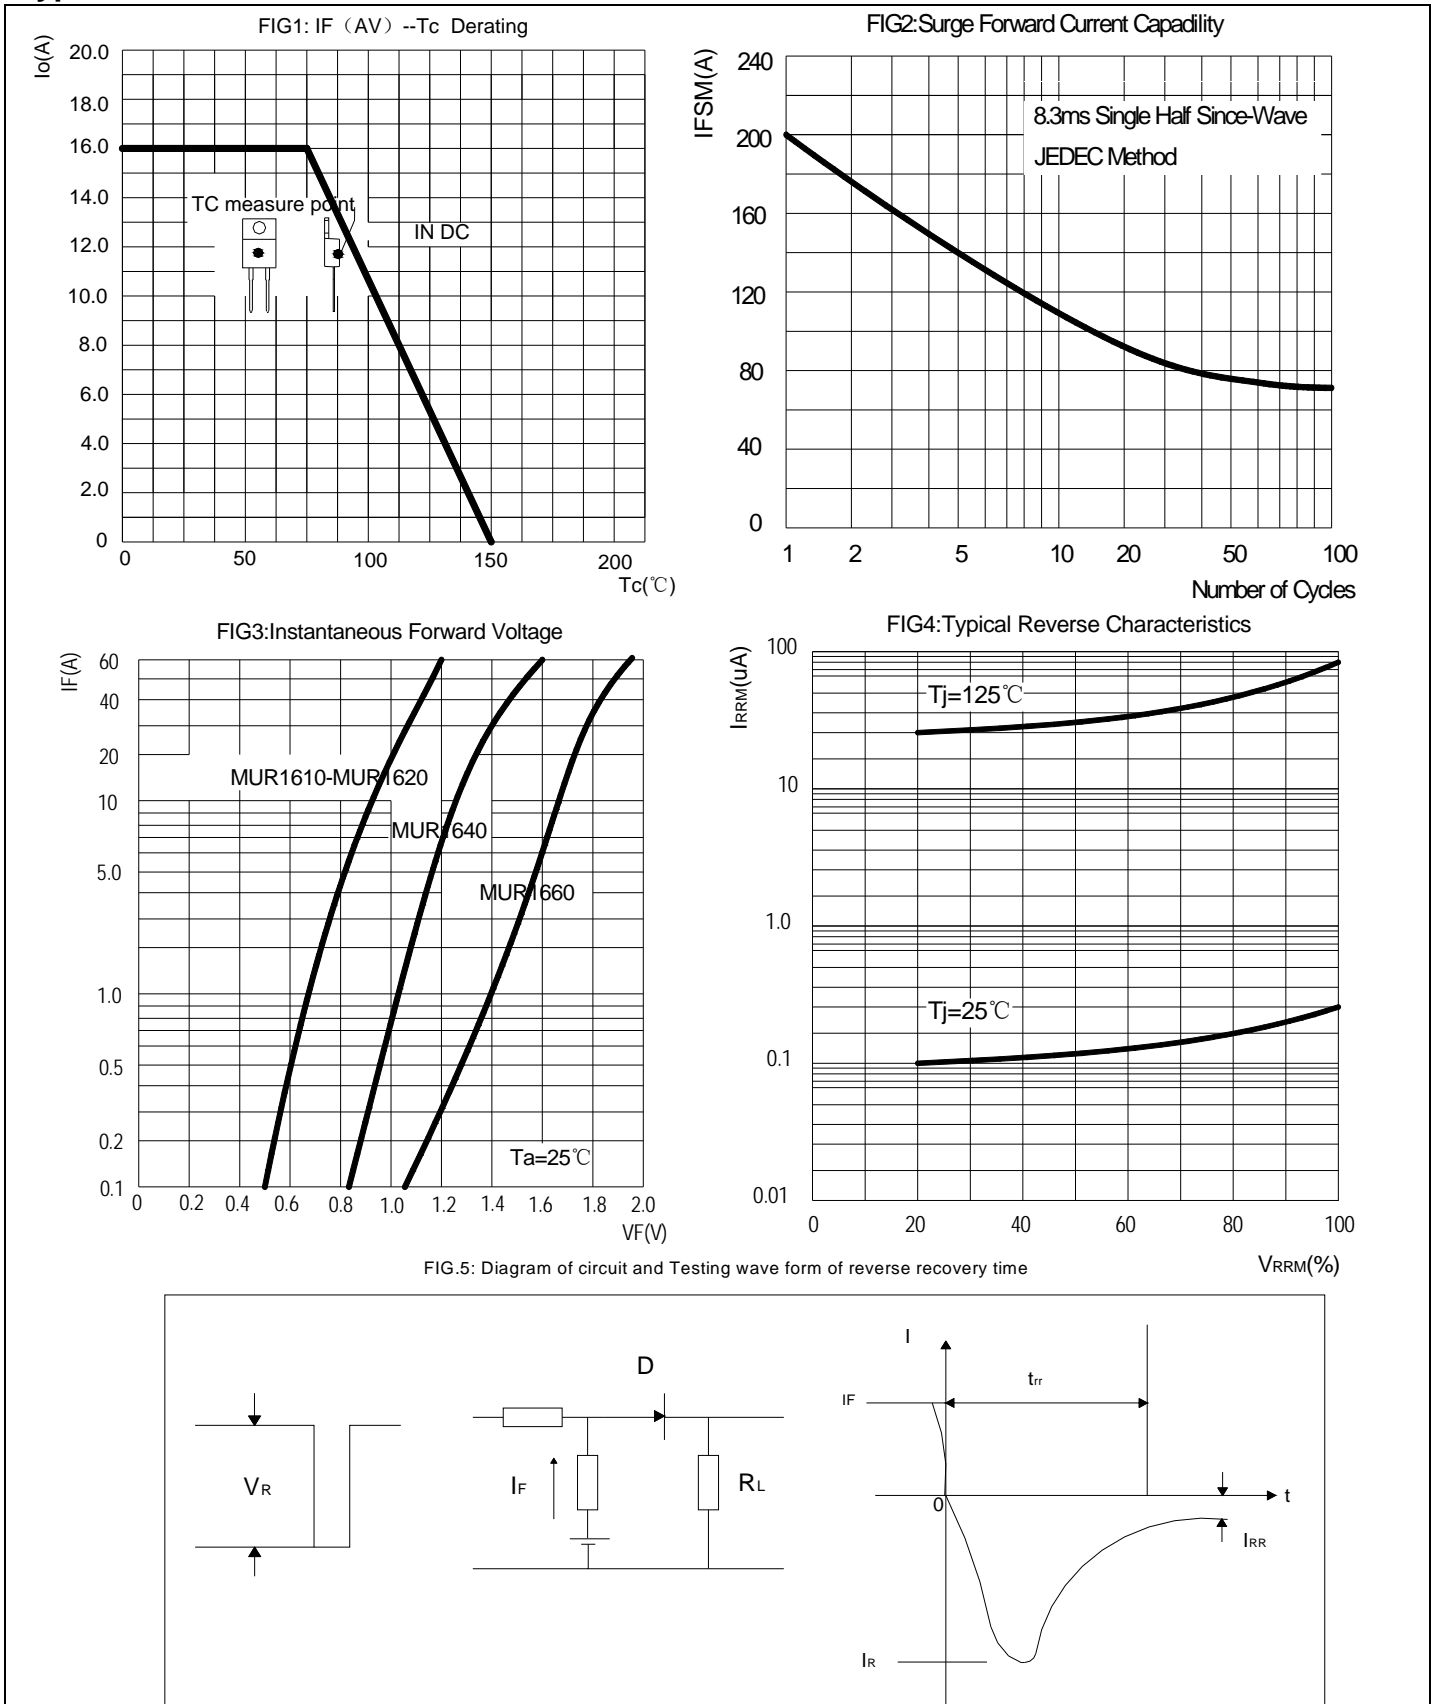 FIG1: IF（AV）--Tc Derating
Io(A)
20.0
18.0
16.0
14.0
12.0
10.0
8.0
6.0
4.0
2.0
0
TC measure point
IN DC
0 50 100 150 200
Tc(℃)
FIG2:Surge Forward Current Capadility
IFSM(A)
240
200
160
120
80
40
0
8.3ms Single Half Since-Wave
JEDEC Method
1 2 5 10 20 50 100
Number of Cycles
FIG3:Instantaneous Forward Voltage
IF(A)
60
40
20
10
5.0
1.0
0.5
0.2
0.1
MUR1610-MUR1620
MUR1640
MUR1660
Ta=25℃
0 0.2 0.4 0.6 0.8 1.0 1.2 1.4 1.6 1.8 2.0
VF(V)
FIG4:Typical Reverse Characteristics
IRRM(uA)
100
10
1.0
0.1
0.01
Tj=125℃
Tj=25℃
0 20 40 60 80 100
VRRM(%)
FIG.5: Diagram of circuit and Testing wave form of reverse recovery time
VR
D
IF
RL
I
IF
trr
0
t
IRR
IR